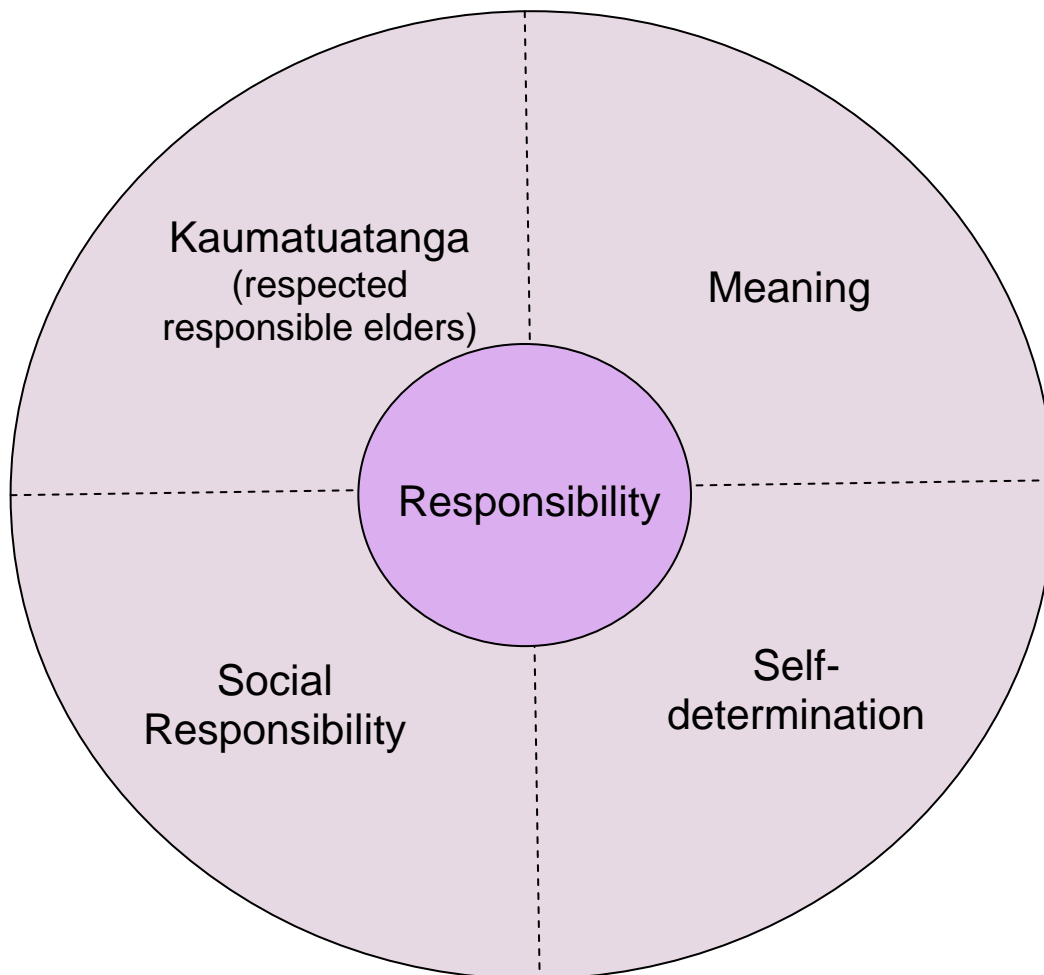 Kaumatuatanga
(respected
responsible elders)
Meaning
Responsibility
Social
Responsibility
Self-
determination